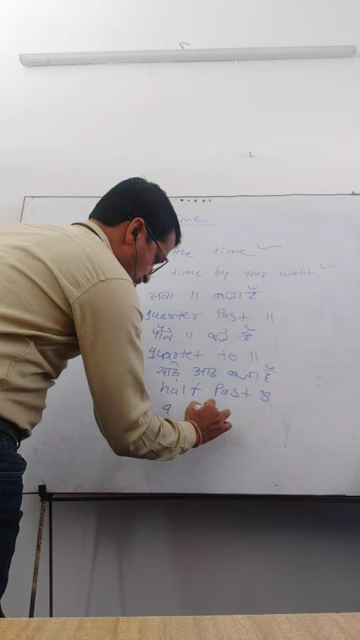 me.
the time ✓
time by your watch. ✓
सवा 11 बजा है
quarter Past 11
पौने 11 बजे है
quartet to 11
साढ़े आठ बजा है
half Past 8
9